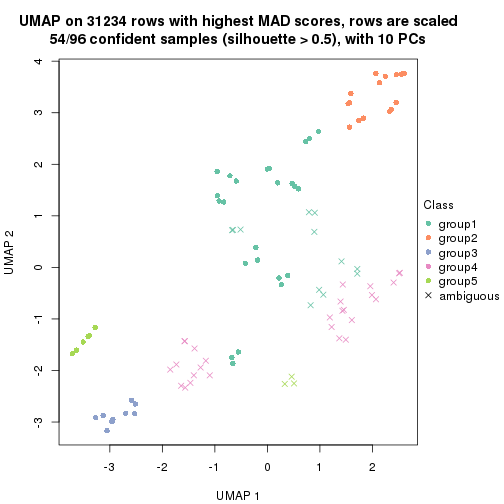 UMAP on 31234 rows with highest MAD scores, rows are scaled
54/96 confident samples (silhouette > 0.5), with 10 PCs
4
3
2
1
0
-1
-2
-3
UMAP 2
-3
-2
-1
0
1
2
UMAP 1
Class
group1
group2
group3
group4
group5
ambiguous